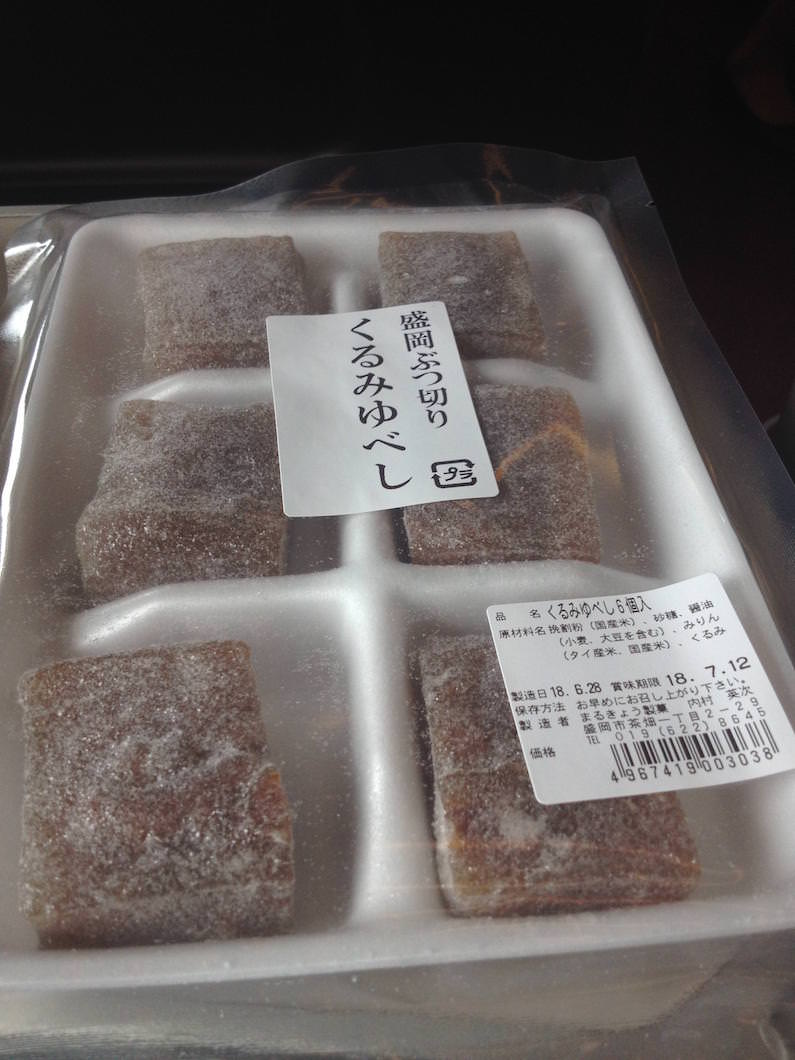 盛岡ぶつ切り
くるみゆべし
プラ
品 名 くるみゆべし6個入
原材料名 挽割粉(国産米)、砂糖、醤油
(小麦、大豆を含む)、みりん
(タイ産米、国産米)、くるみ
製造日18.6.28 賞味期限 18.7.12
保存方法 お早めにお召し上がり下さい。
製造者 まるきょう製菓 内村 英次
盛岡市茶畑一丁目2-29
TEL 019(622)8645
価格
4967419003038